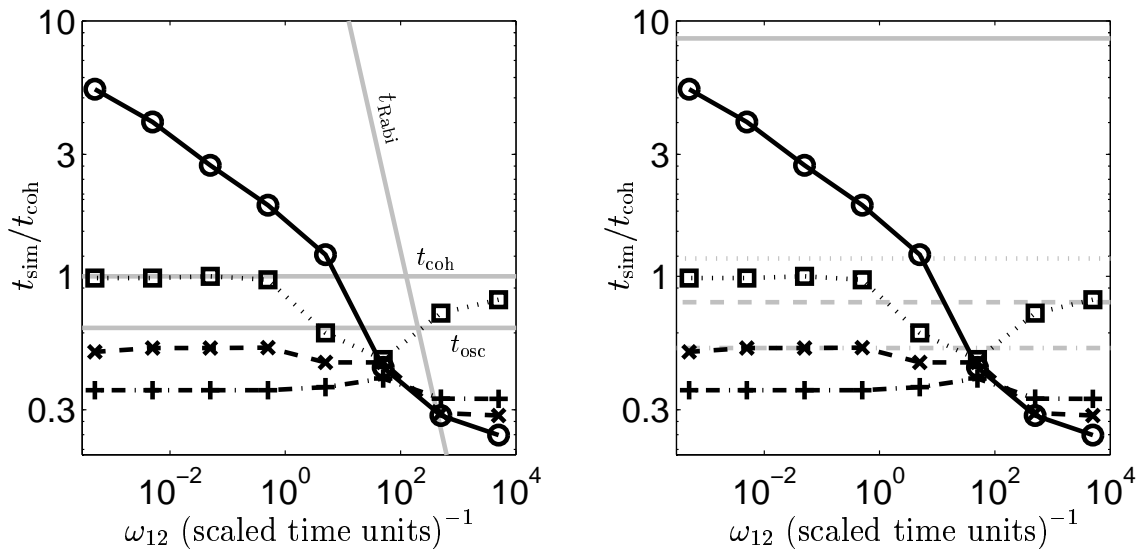 10
3
1
0.3
t_sim/t_coh
t_Rabi
t_coh
t_osc
10^−2 10^0 10^2 10^4
ω_12 (scaled time units)^−1
10
3
1
0.3
t_sim/t_coh
10^−2 10^0 10^2 10^4
ω_12 (scaled time units)^−1